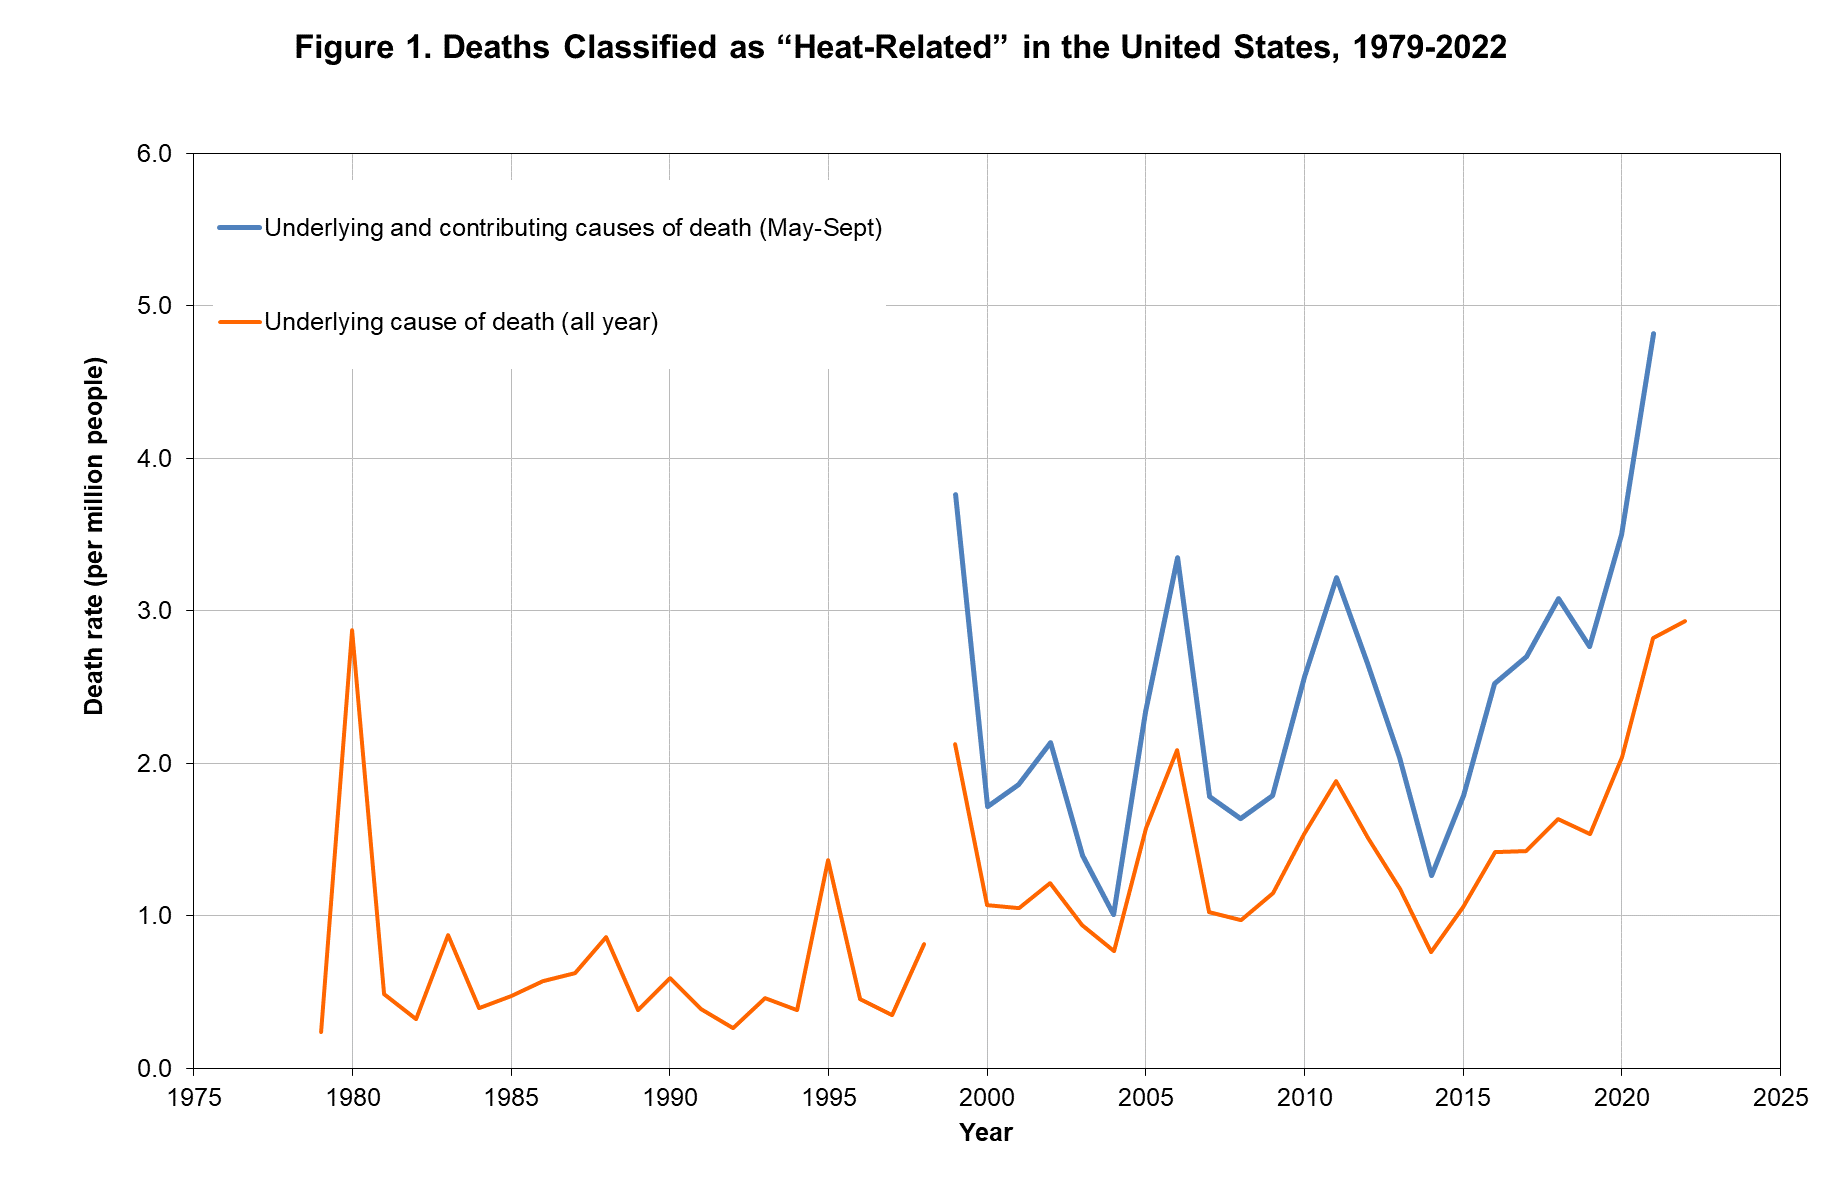 Figure 1. Deaths Classified as “Heat-Related” in the United States, 1979-2022
6.0
Underlying and contributing causes of death (May-Sept)
5.0
Underlying cause of death (all year)
4.0
Death rate (per million people)
3.0
2.0
1.0
0.0
1975 1980 1985 1990 1995 2000 2005 2010 2015 2020 2025
Year